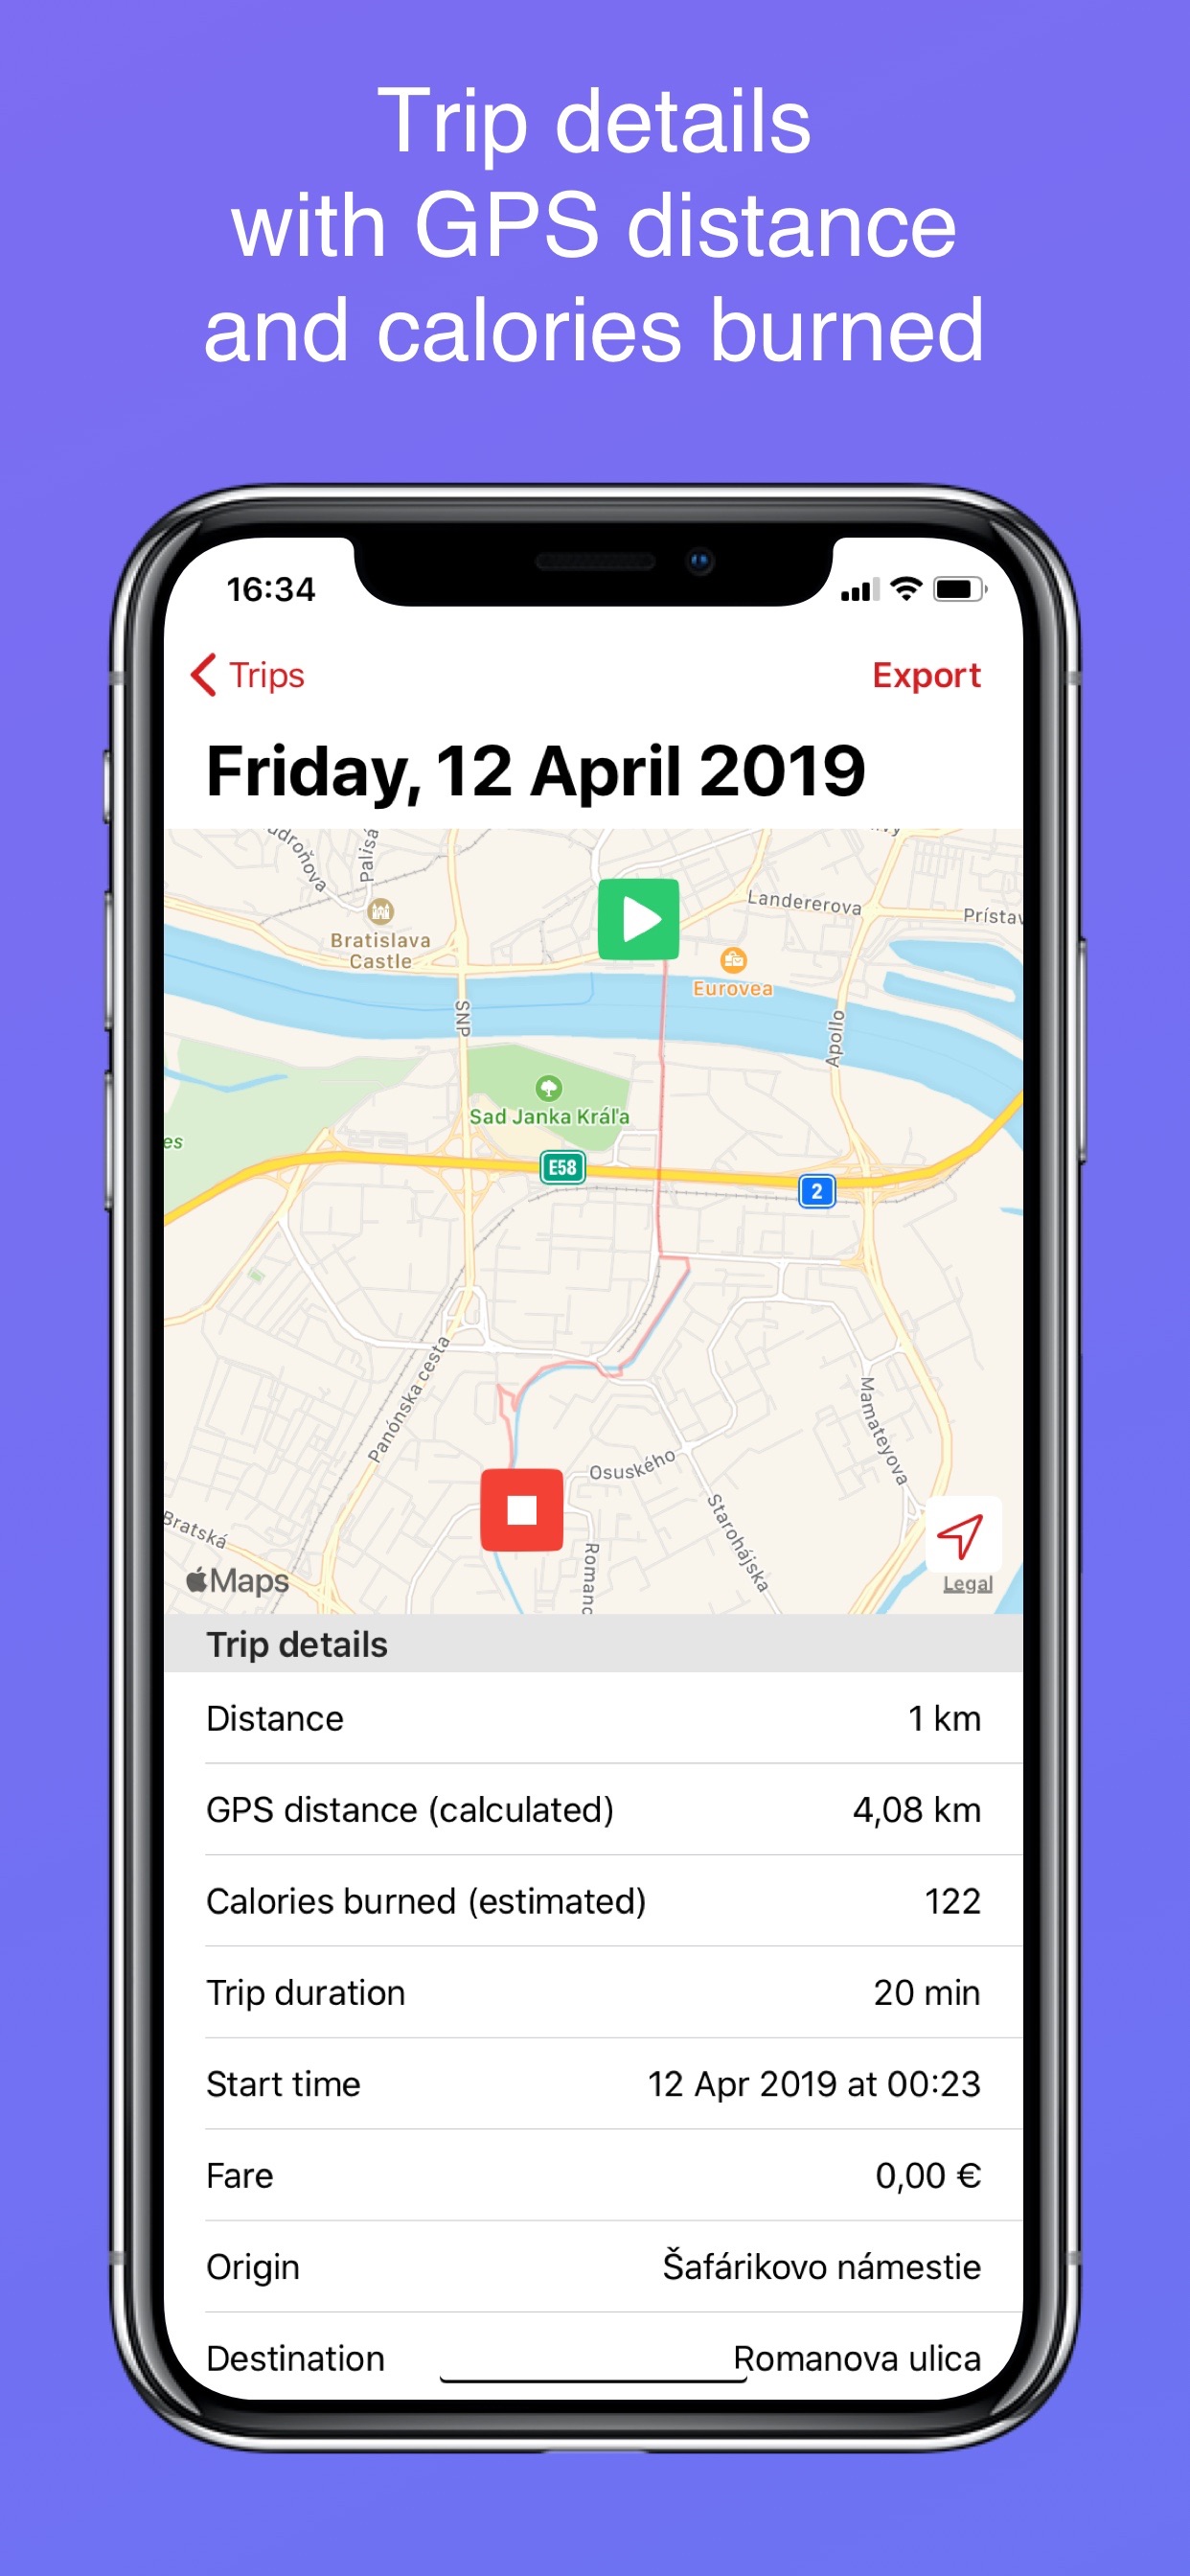 Trip details
with GPS distance
and calories burned
16:34
Trips
Export
Friday, 12 April 2019
Landererova
Bratislava
Castle
Eurovea
SNP
Apollo
Sad Janka Kráľa
es
E58
2
Panónska cesta
Mamateyova
Osuského
Starohájska
Bratská
Romanc
Maps
Legal
Trip details
Distance
1 km
GPS distance (calculated)
4,08 km
Calories burned (estimated)
122
Trip duration
20 min
Start time
12 Apr 2019 at 00:23
Fare
0,00 €
Origin
Šafárikovo námestie
Destination
Romanova ulica